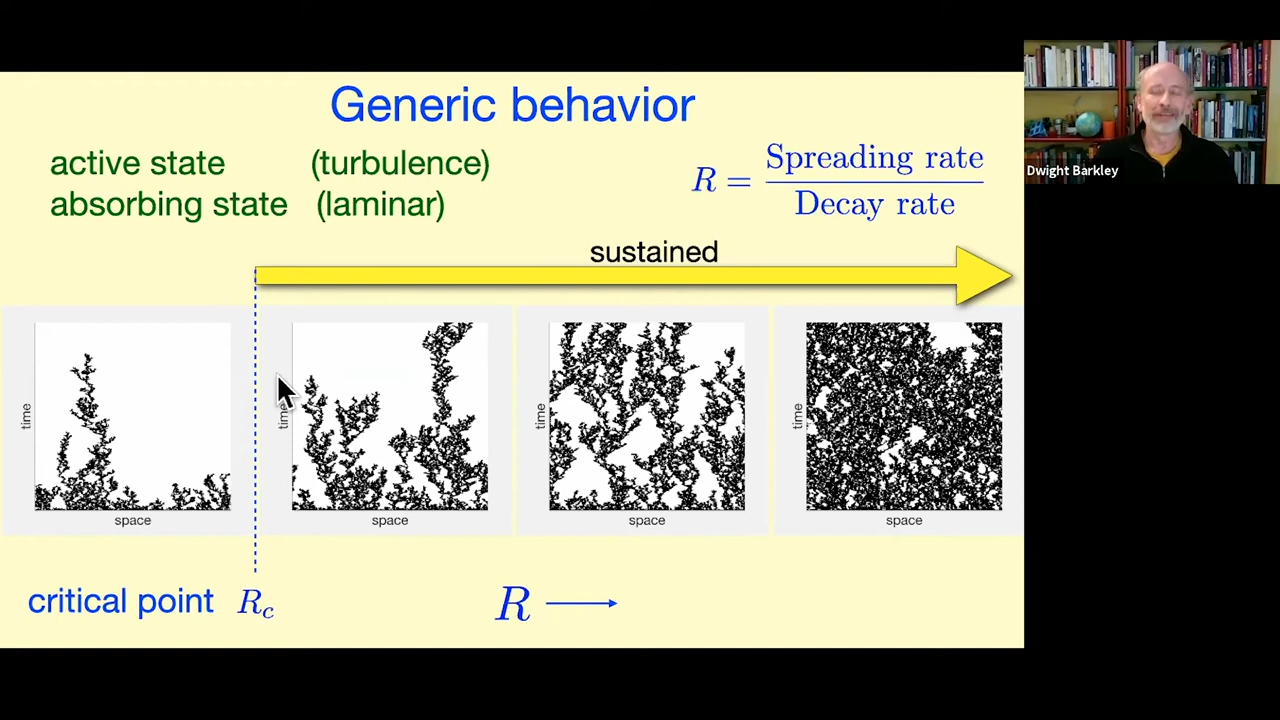 Generic behavior
active state (turbulence)
absorbing state (laminar)
R = Spreading rate / Decay rate
Dwight Barkley
sustained
time
space
time
space
time
space
time
space
critical point R_c
R ⟶